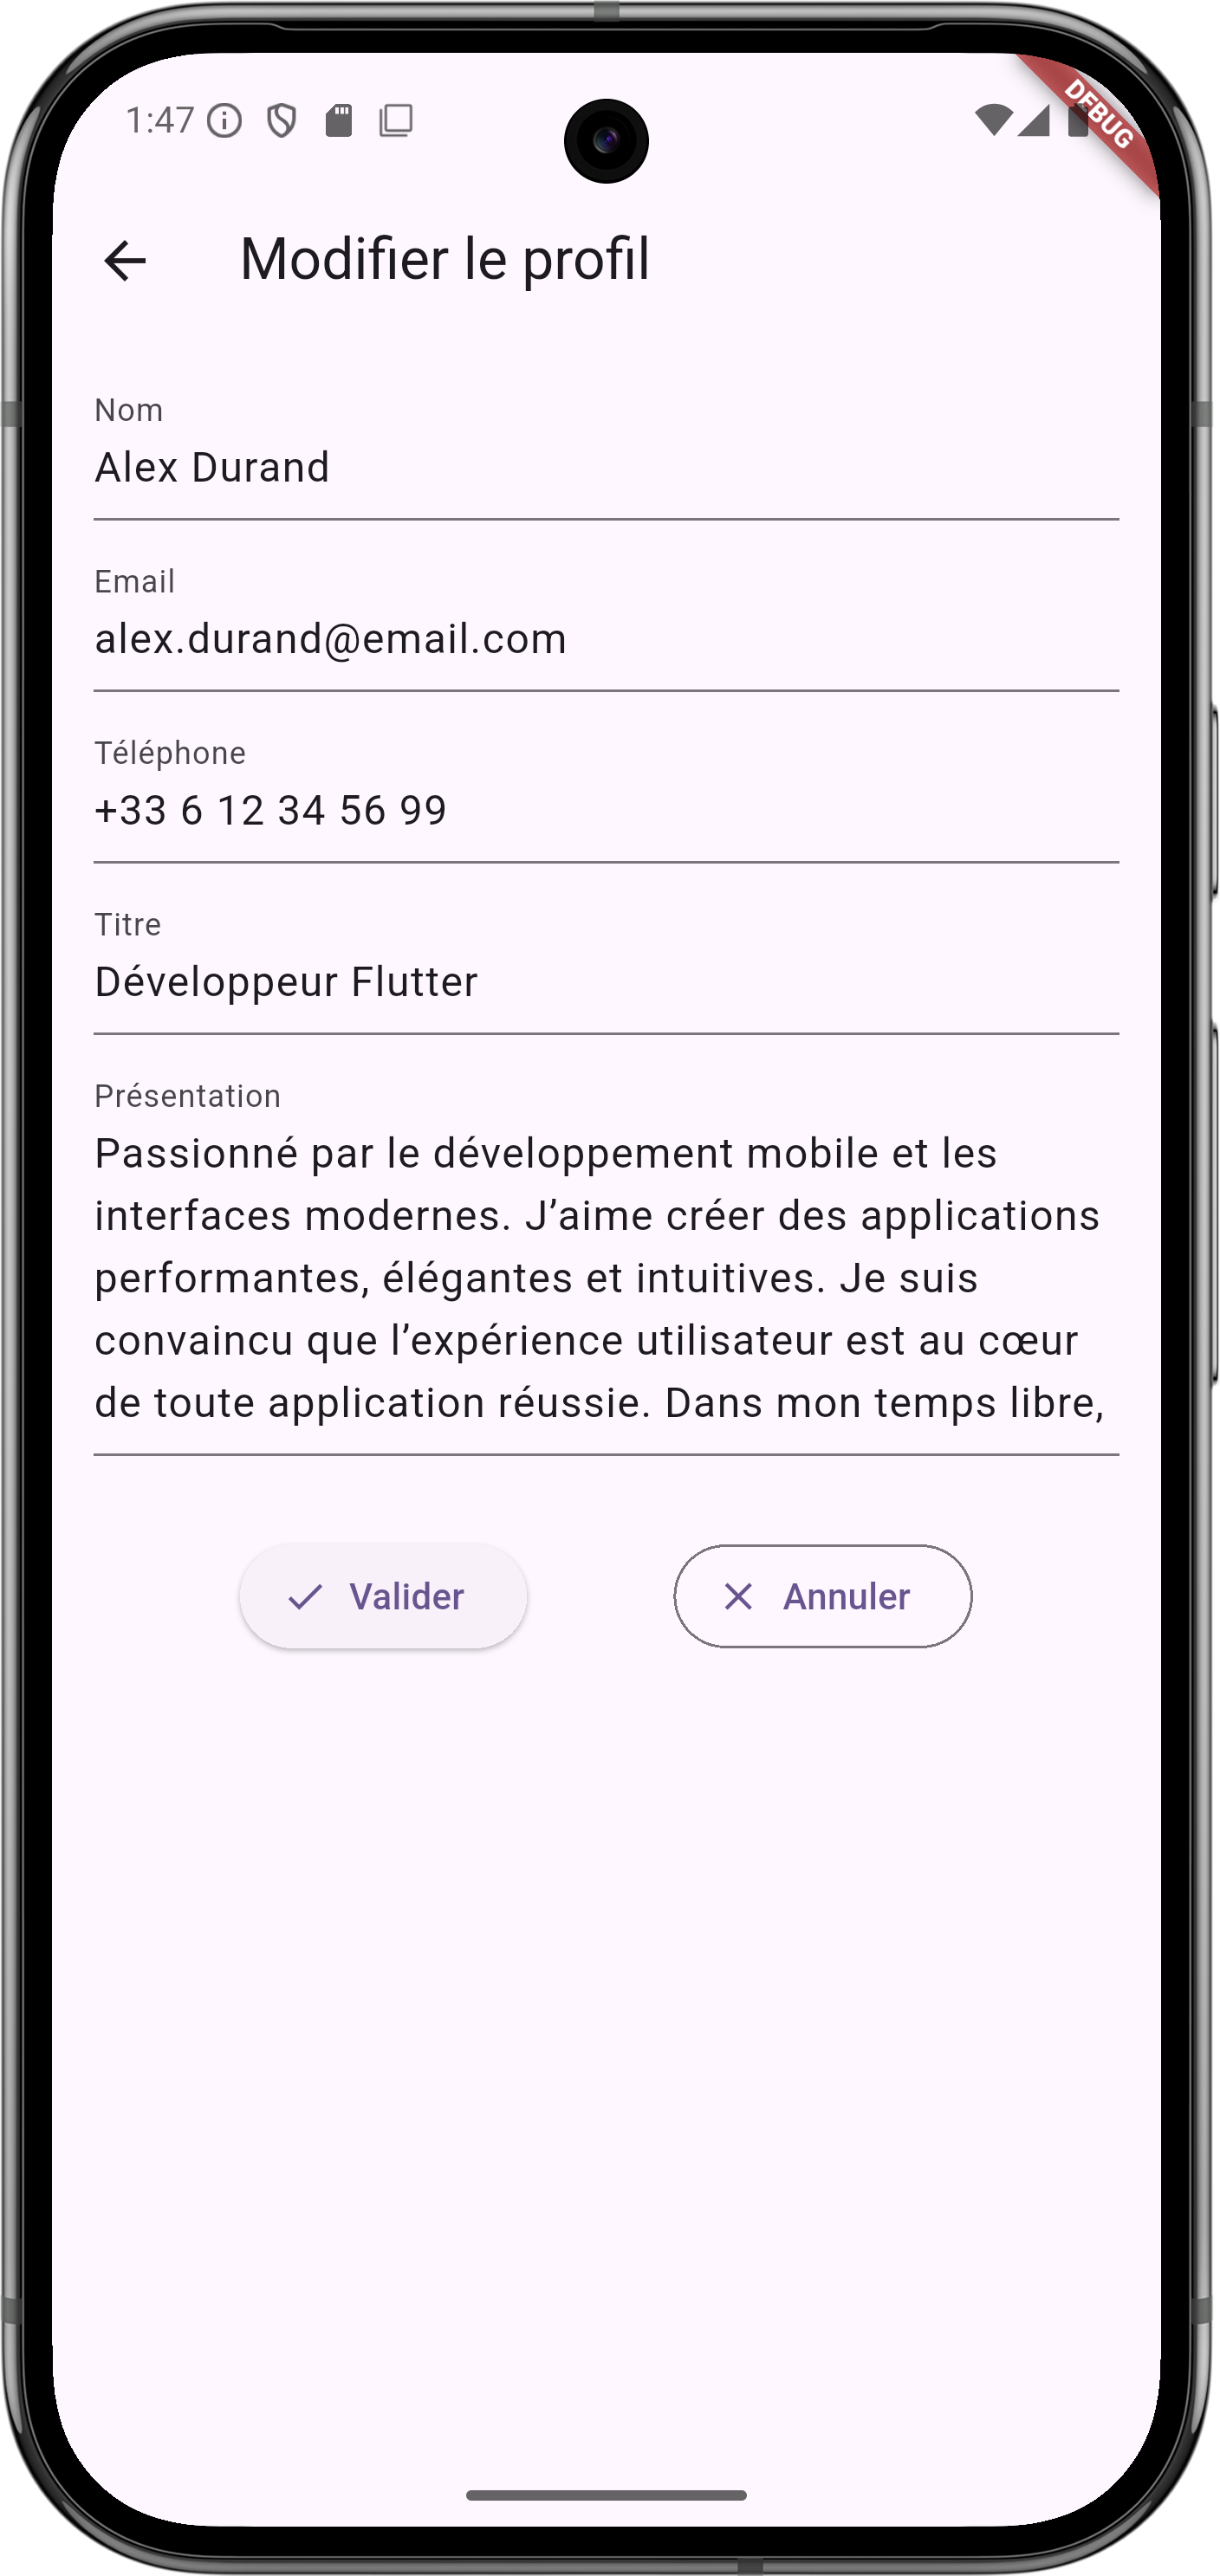 1:47
DEBUG
Modifier le profil
Nom
Alex Durand
Email
alex.durand@email.com
Téléphone
+33 6 12 34 56 99
Titre
Développeur Flutter
Présentation
Passionné par le développement mobile et les
interfaces modernes. J’aime créer des applications
performantes, élégantes et intuitives. Je suis
convaincu que l’expérience utilisateur est au cœur
de toute application réussie. Dans mon temps libre,
Valider
Annuler